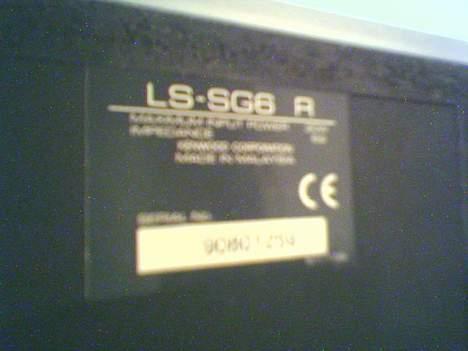 LS-SG6 R
MAXIMUM INPUT POWER
IMPEDANCE
KENWOOD CORPORATION
MADE IN MALAYSIA
CE
SERIAL No.